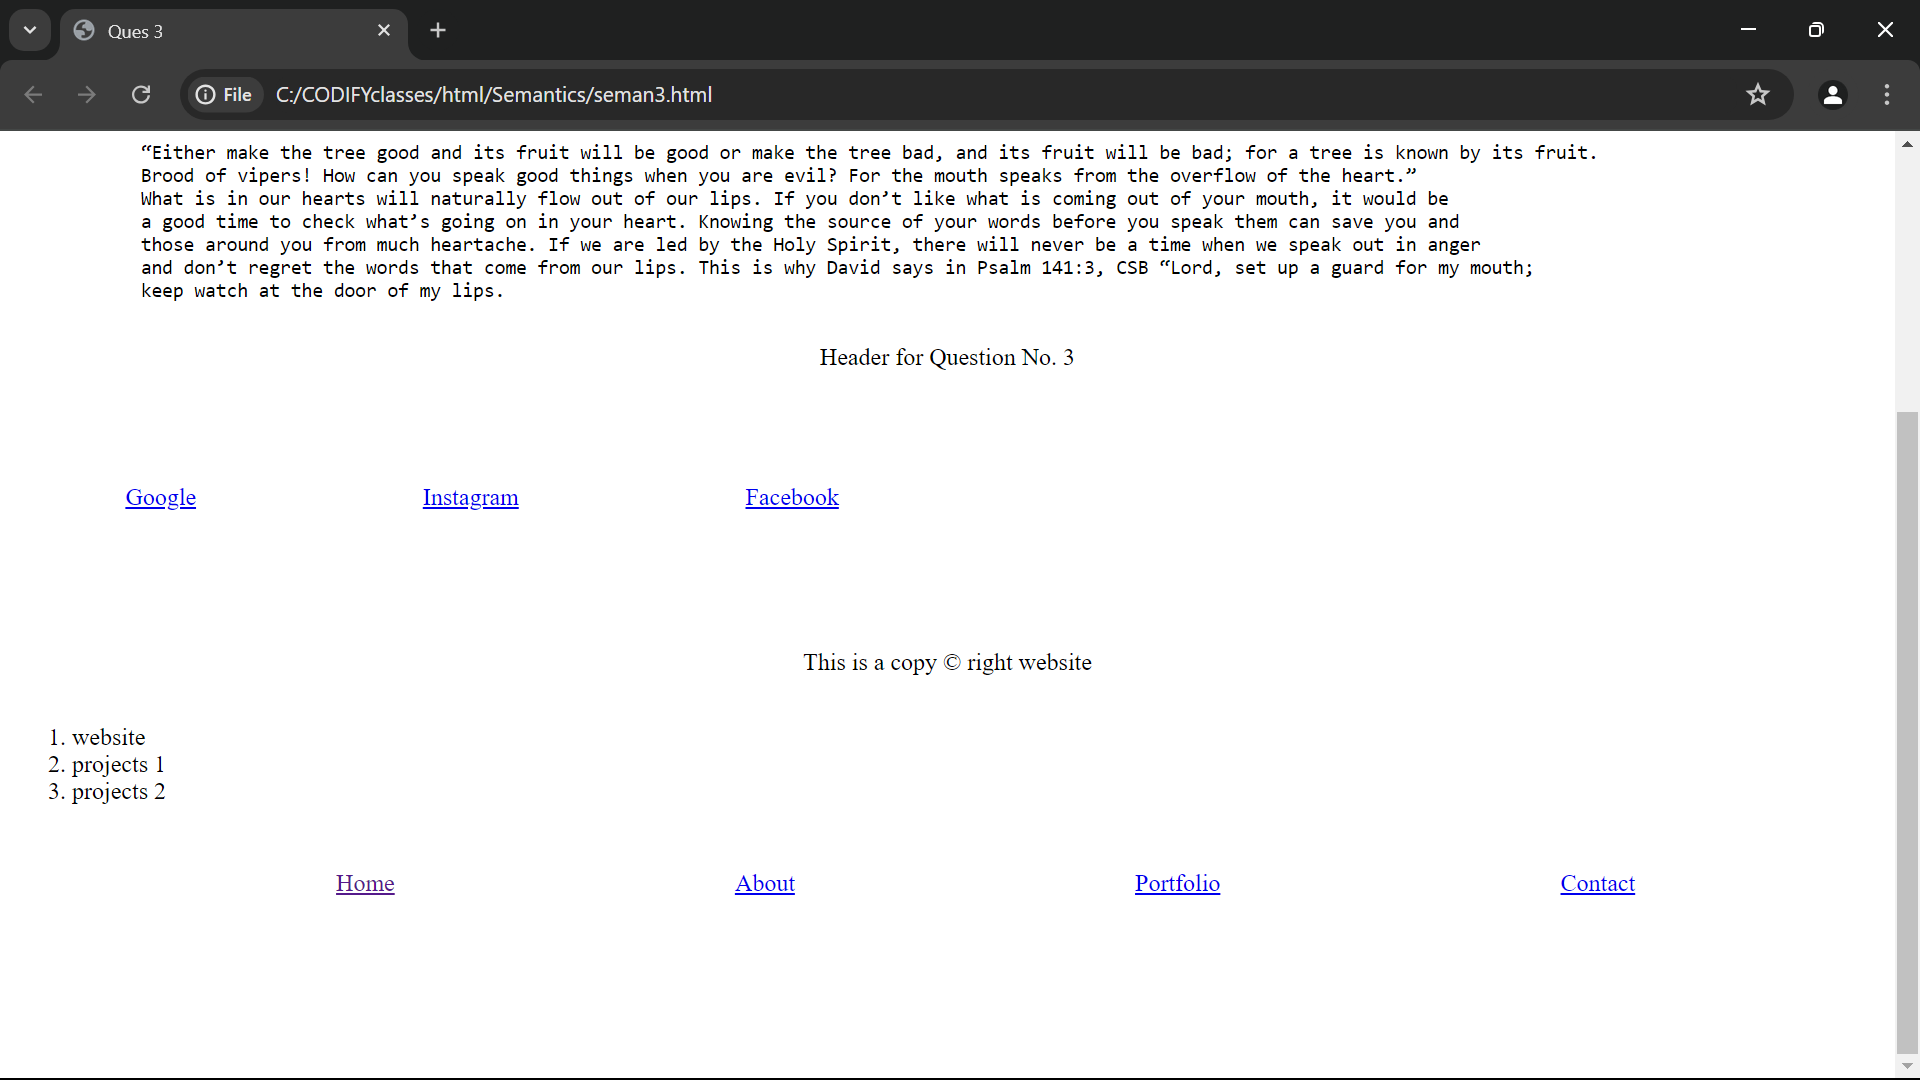 Ques 3
File C:/CODIFYclasses/html/Semantics/seman3.html
“Either make the tree good and its fruit will be good or make the tree bad, and its fruit will be bad; for a tree is known by its fruit.
Brood of vipers! How can you speak good things when you are evil? For the mouth speaks from the overflow of the heart.”
What is in our hearts will naturally flow out of our lips. If you don’t like what is coming out of your mouth, it would be
a good time to check what’s going on in your heart. Knowing the source of your words before you speak them can save you and
those around you from much heartache. If we are led by the Holy Spirit, there will never be a time when we speak out in anger
and don’t regret the words that come from our lips. This is why David says in Psalm 141:3, CSB “Lord, set up a guard for my mouth;
keep watch at the door of my lips.
Header for Question No. 3
Google Instagram Facebook
This is a copy © right website
1. website
2. projects 1
3. projects 2
Home About Portfolio Contact